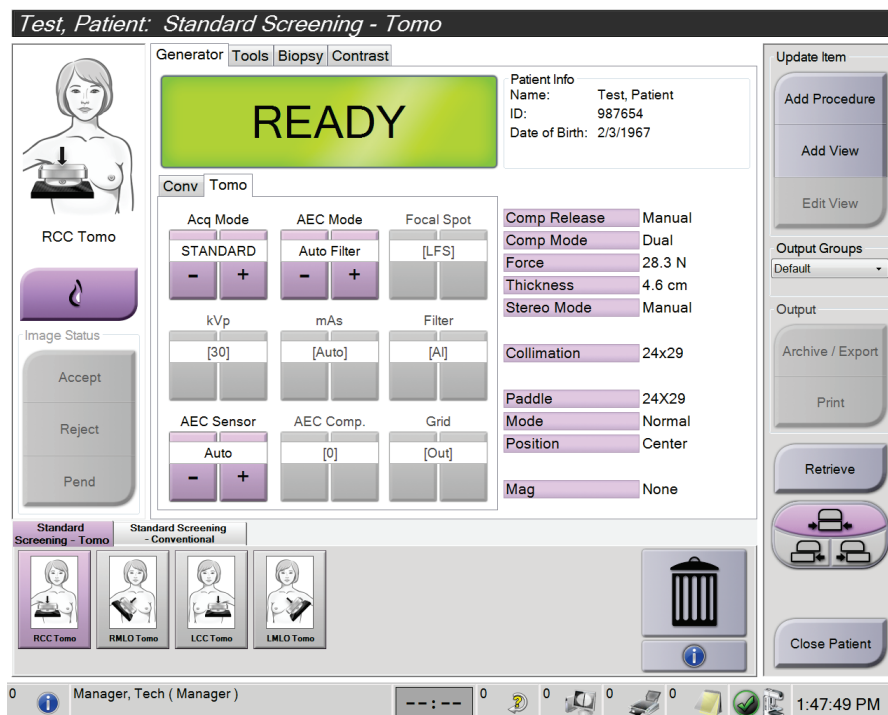 Test, Patient: Standard Screening - Tomo
Generator Tools Biopsy Contrast
READY
Patient Info
Name: Test, Patient
ID: 987654
Date of Birth: 2/3/1967
RCC Tomo
Image Status
Accept
Reject
Pend
Conv Tomo
Acq Mode AEC Mode Focal Spot
STANDARD Auto Filter [LFS]
- + - +
kVp mAs Filter
[30] [Auto] [Al]
AEC Sensor AEC Comp. Grid
Auto [0] [Out]
- +
Comp Release Manual
Comp Mode Dual
Force 28.3 N
Thickness 4.6 cm
Stereo Mode Manual
Collimation 24x29
Paddle 24X29
Mode Normal
Position Center
Mag None
Update Item
Add Procedure
Add View
Edit View
Output Groups
Default
Output
Archive / Export
Print
Retrieve
Close Patient
Standard
Screening - Tomo
Standard Screening
- Conventional
RCC Tomo RMLO Tomo LCC Tomo LMLO Tomo
0 Manager, Tech ( Manager ) --:-- 0 0 0 0 1:47:49 PM